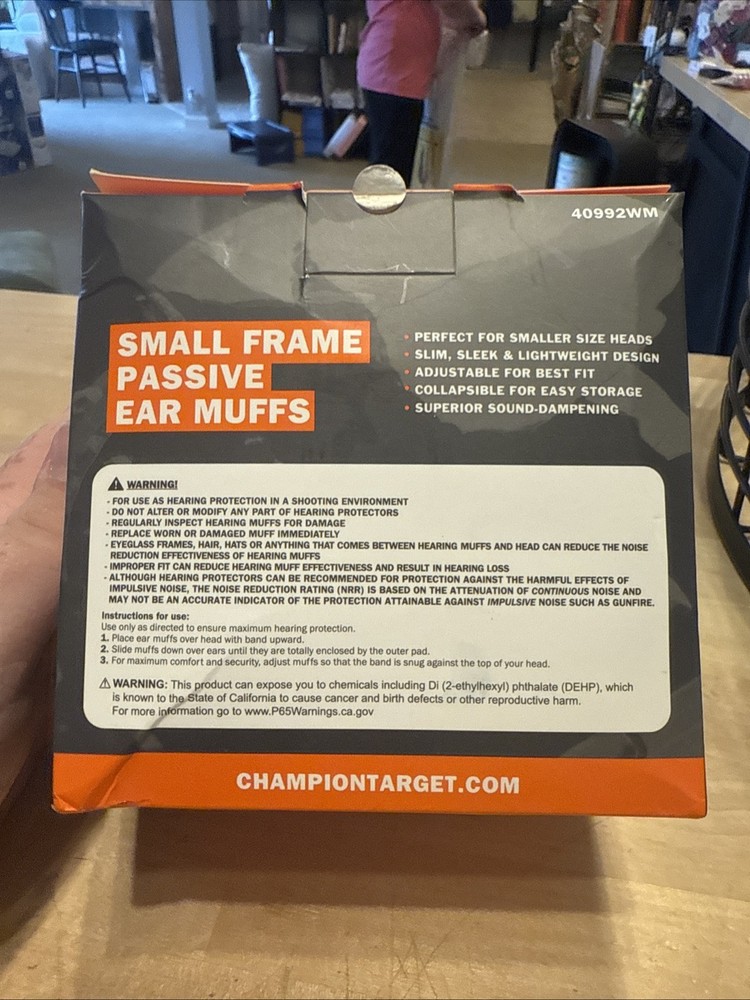 40992WM
SMALL FRAME
PASSIVE
EAR MUFFS
• PERFECT FOR SMALLER SIZE HEADS
• SLIM, SLEEK & LIGHTWEIGHT DESIGN
• ADJUSTABLE FOR BEST FIT
• COLLAPSIBLE FOR EASY STORAGE
• SUPERIOR SOUND-DAMPENING
WARNING!
- FOR USE AS HEARING PROTECTION IN A SHOOTING ENVIRONMENT
- DO NOT ALTER OR MODIFY ANY PART OF HEARING PROTECTORS
- REGULARLY INSPECT HEARING MUFFS FOR DAMAGE
- REPLACE WORN OR DAMAGED MUFF IMMEDIATELY
- EYEGLASS FRAMES, HAIR, HATS OR ANYTHING THAT COMES BETWEEN HEARING MUFFS AND HEAD CAN REDUCE THE NOISE
REDUCTION EFFECTIVENESS OF HEARING MUFFS
- IMPROPER FIT CAN REDUCE HEARING MUFF EFFECTIVENESS AND RESULT IN HEARING LOSS
- ALTHOUGH HEARING PROTECTORS CAN BE RECOMMENDED FOR PROTECTION AGAINST THE HARMFUL EFFECTS OF
IMPULSIVE NOISE, THE NOISE REDUCTION RATING (NRR) IS BASED ON THE ATTENUATION OF CONTINUOUS NOISE AND
MAY NOT BE AN ACCURATE INDICATOR OF THE PROTECTION ATTAINABLE AGAINST IMPULSIVE NOISE SUCH AS GUNFIRE.
Instructions for use:
Use only as directed to ensure maximum hearing protection.
1. Place ear muffs over head with band upward.
2. Slide muffs down over ears until they are totally enclosed by the outer pad.
3. For maximum comfort and security, adjust muffs so that the band is snug against the top of your head.
WARNING: This product can expose you to chemicals including Di (2-ethylhexyl) phthalate (DEHP), which
is known to the State of California to cause cancer and birth defects or other reproductive harm.
For more information go to www.P65Warnings.ca.gov
CHAMPIONTARGET.COM